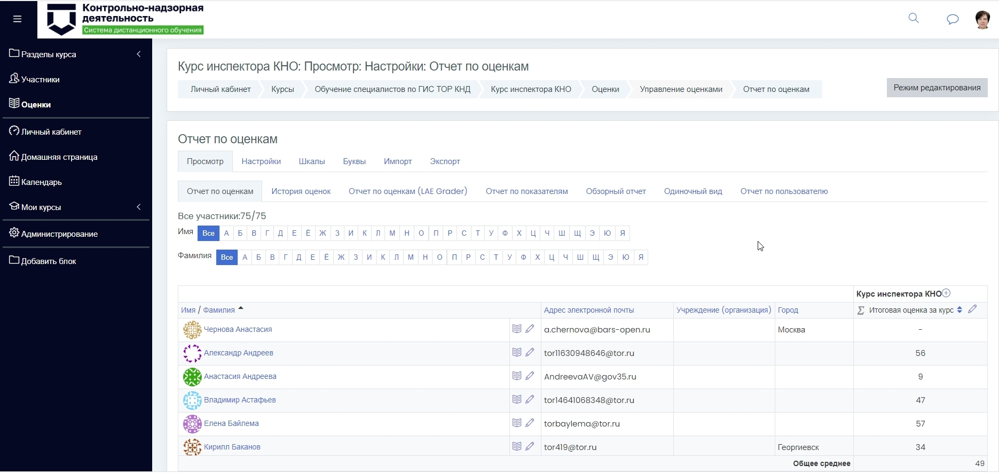 Контрольно-надзорная
деятельность
Система дистанционного обучения
Разделы курса
Участники
Оценки
Личный кабинет
Домашняя страница
Календарь
Мои курсы
Администрирование
Добавить блок
Курс инспектора КНО: Просмотр: Настройки: Отчет по оценкам
Личный кабинет Курсы Обучение специалистов по ГИС ТОР КНД Курс инспектора КНО Оценки Управление оценками Отчет по оценкам
Режим редактирования
Отчет по оценкам
Просмотр Настройки Шкалы Буквы Импорт Экспорт
Отчет по оценкам История оценок Отчет по оценкам (LAE Grader) Отчет по показателям Обзорный отчет Одиночный вид Отчет по пользователю
Все участники:75/75
Имя Все А Б В Г Д Е Ё Ж З И К Л М Н О П Р С Т У Ф Х Ц Ч Ш Щ Э Ю Я
Фамилия Все А Б В Г Д Е Ё Ж З И К Л М Н О П Р С Т У Ф Х Ц Ч Ш Щ Э Ю Я
Курс инспектора КНО
Имя / Фамилия Адрес электронной почты Учреждение (организация) Город Σ Итоговая оценка за курс
Чернова Анастасия a.chernova@bars-open.ru Москва -
Александр Андреев tor11630948646@tor.ru 56
Анастасия Андреева AndreevaAV@gov35.ru 9
Владимир Астафьев tor14641068348@tor.ru 47
Елена Байлема torbaylema@tor.ru 57
Кирилл Баканов tor419@tor.ru Георгиевск 34
Общее среднее 49